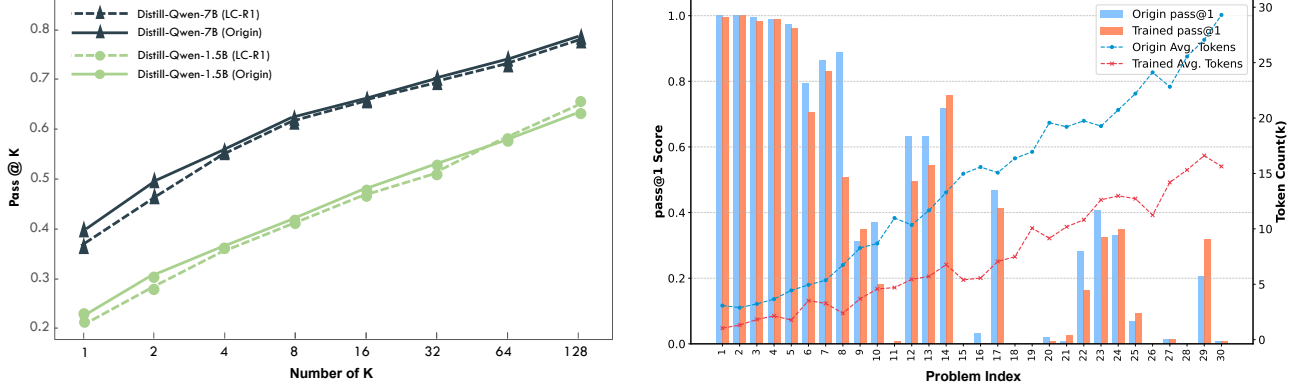 Distill-Qwen-7B (LC-R1)
Distill-Qwen-7B (Origin)
Distill-Qwen-1.5B (LC-R1)
Distill-Qwen-1.5B (Origin)
Pass @ K
0.8
0.7
0.6
0.5
0.4
0.3
0.2
1 2 4 8 16 32 64 128
Number of K
Origin pass@1
Trained pass@1
Origin Avg. Tokens
Trained Avg. Tokens
pass@1 Score
1.0
0.8
0.6
0.4
0.2
0.0
30
25
20
15
10
5
0
Token Count(k)
1 2 3 4 5 6 7 8 9 10 11 12 13 14 15 16 17 18 19 20 21 22 23 24 25 26 27 28 29 30
Problem Index